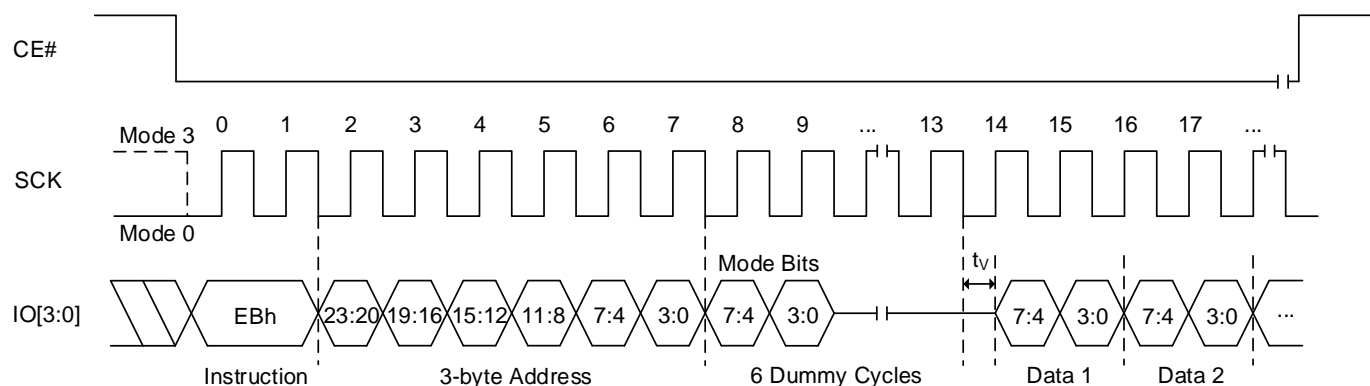 CE#
0 1 2 3 4 5 6 7 8 9 ... 13 14 15 16 17 ...
Mode 3
SCK
Mode 0
Mode Bits tV
IO[3:0] EBh 23:20 19:16 15:12 11:8 7:4 3:0 7:4 3:0 7:4 3:0 7:4 3:0 ...
Instruction 3-byte Address 6 Dummy Cycles Data 1 Data 2